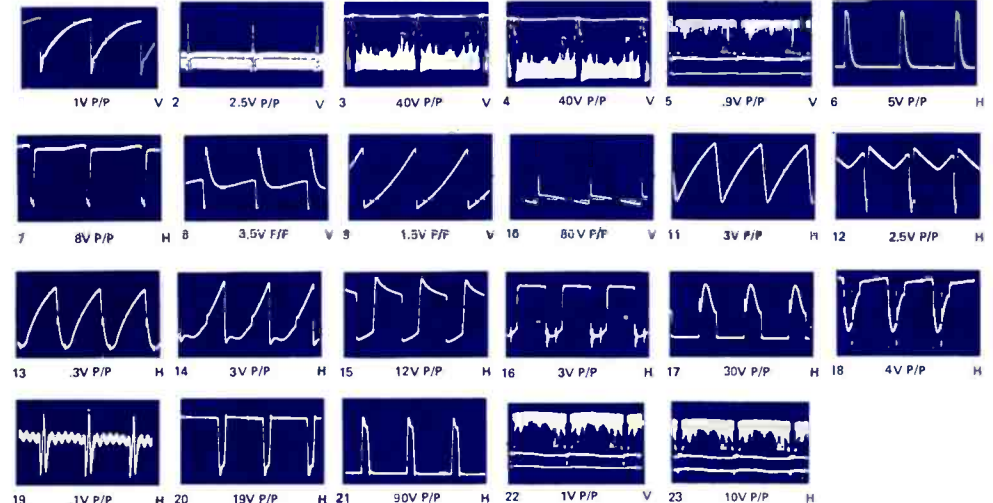 1V P/P V 2 2.5V P/P V 3 40V P/P V 4 40V P/P V 5 .9V P/P V 6 5V P/P H
7 8V P/P H 8 3.5V P/P V 9 1.5V P/P V 10 80V P/P V 11 3V P/P H 12 2.5V P/P H
13 .3V P/P H 14 3V P/P H 15 12V P/P H 16 3V P/P H 17 30V P/P H 18 4V P/P H
19 1V P/P H 20 19V P/P H 21 90V P/P H 22 1V P/P V 23 10V P/P H